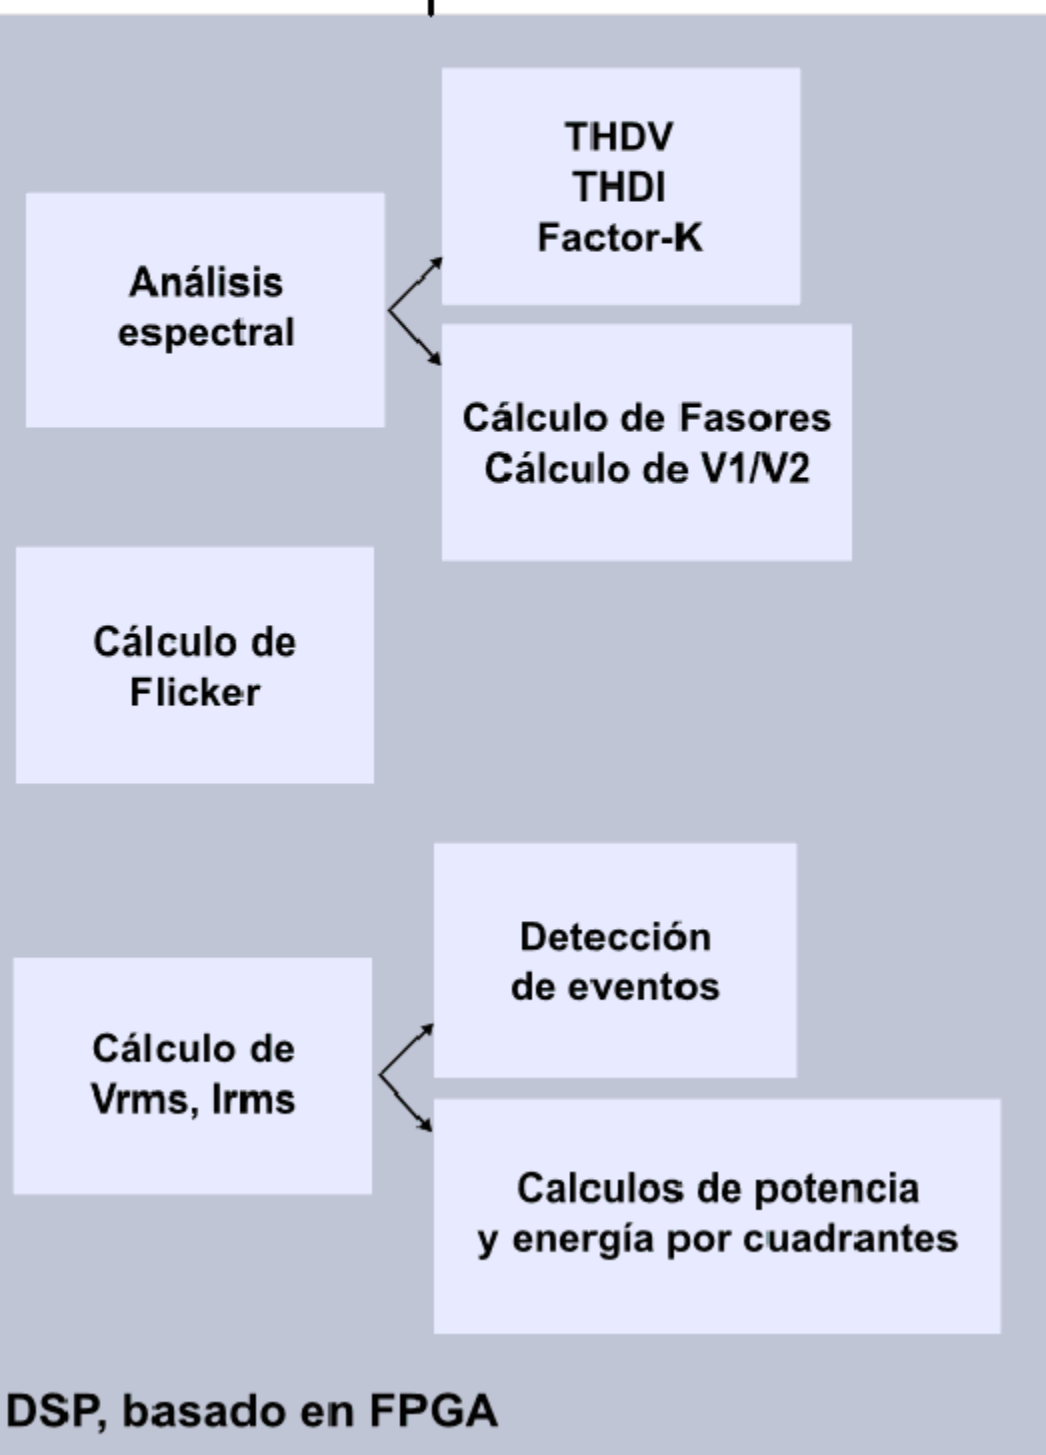 THDV
THDI
Factor-K
Análisis
espectral
Cálculo de Fasores
Cálculo de V1/V2
Cálculo de
Flicker
Detección
de eventos
Cálculo de
Vrms, Irms
Calculos de potencia
y energía por cuadrantes
DSP, basado en FPGA